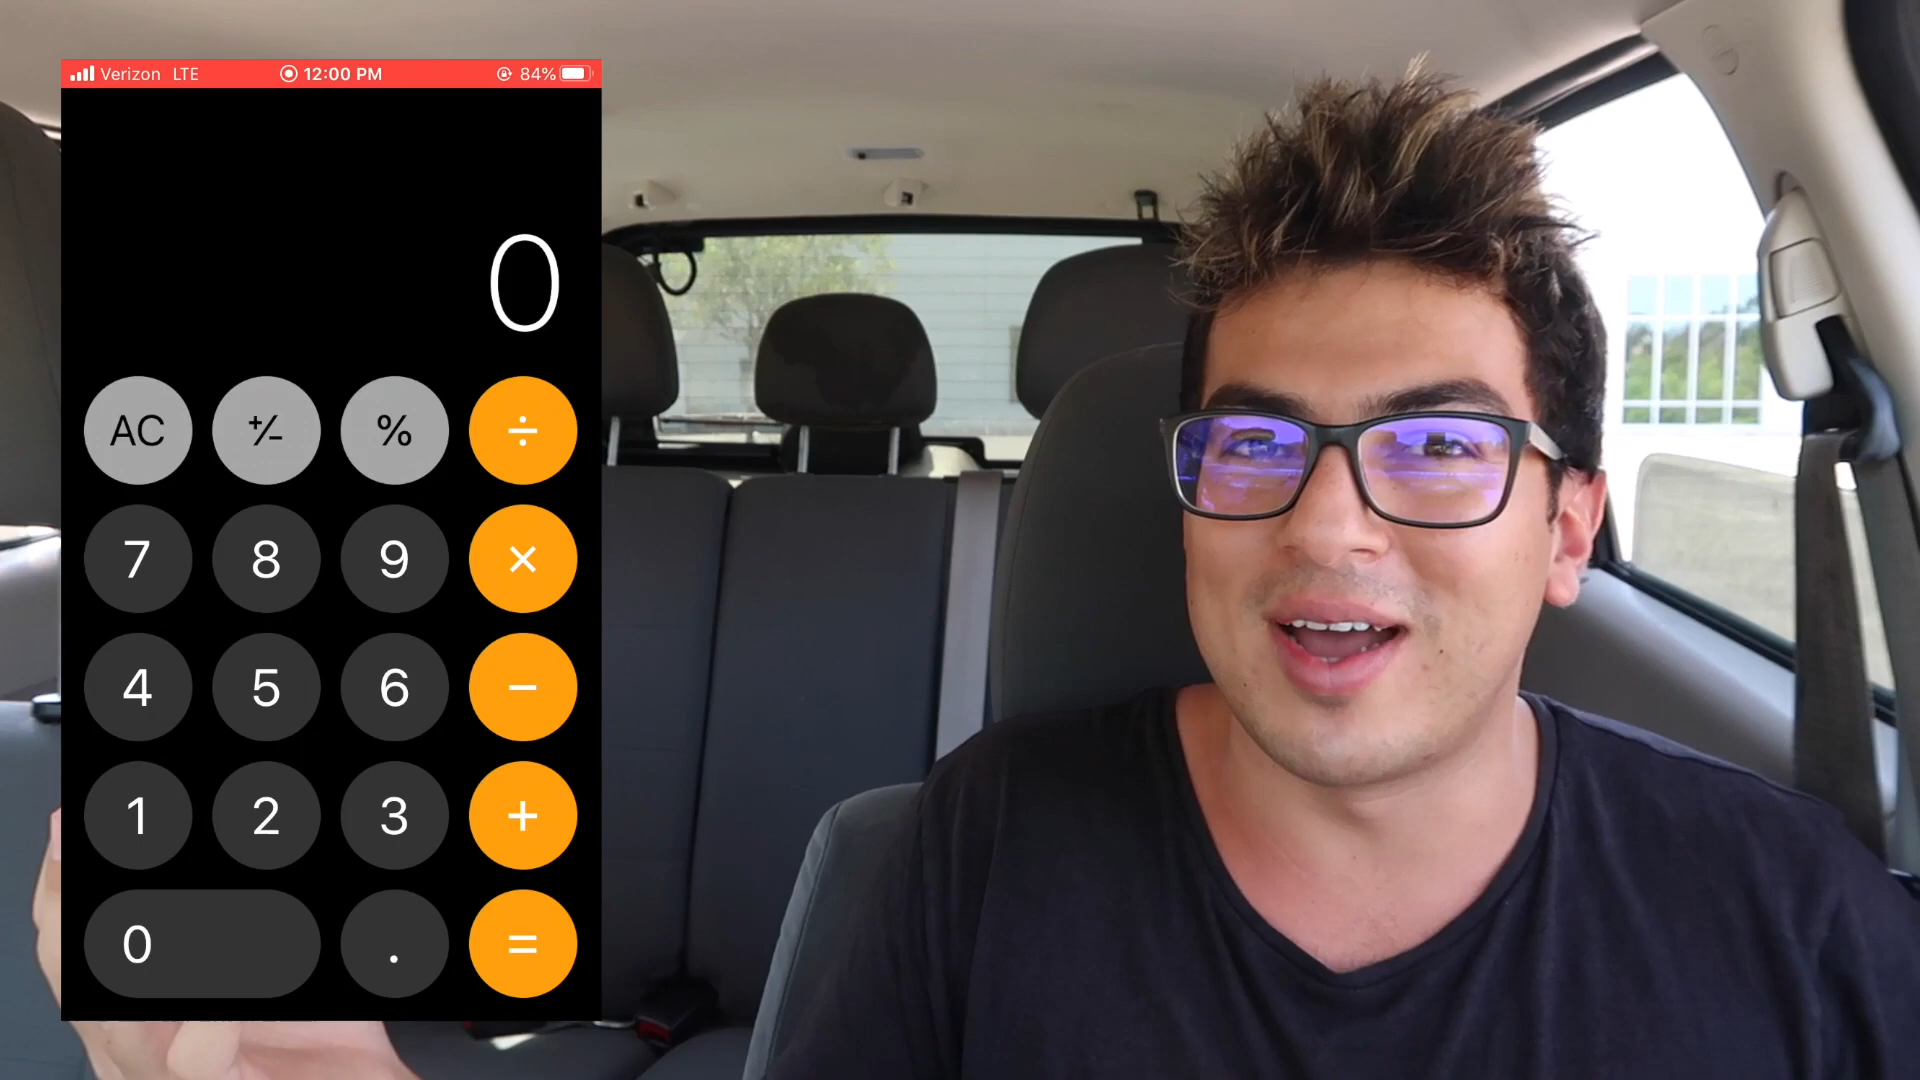 Verizon LTE 12:00 PM 84%
0
AC +/- % ÷
7 8 9 ×
4 5 6 −
1 2 3 +
0 . =